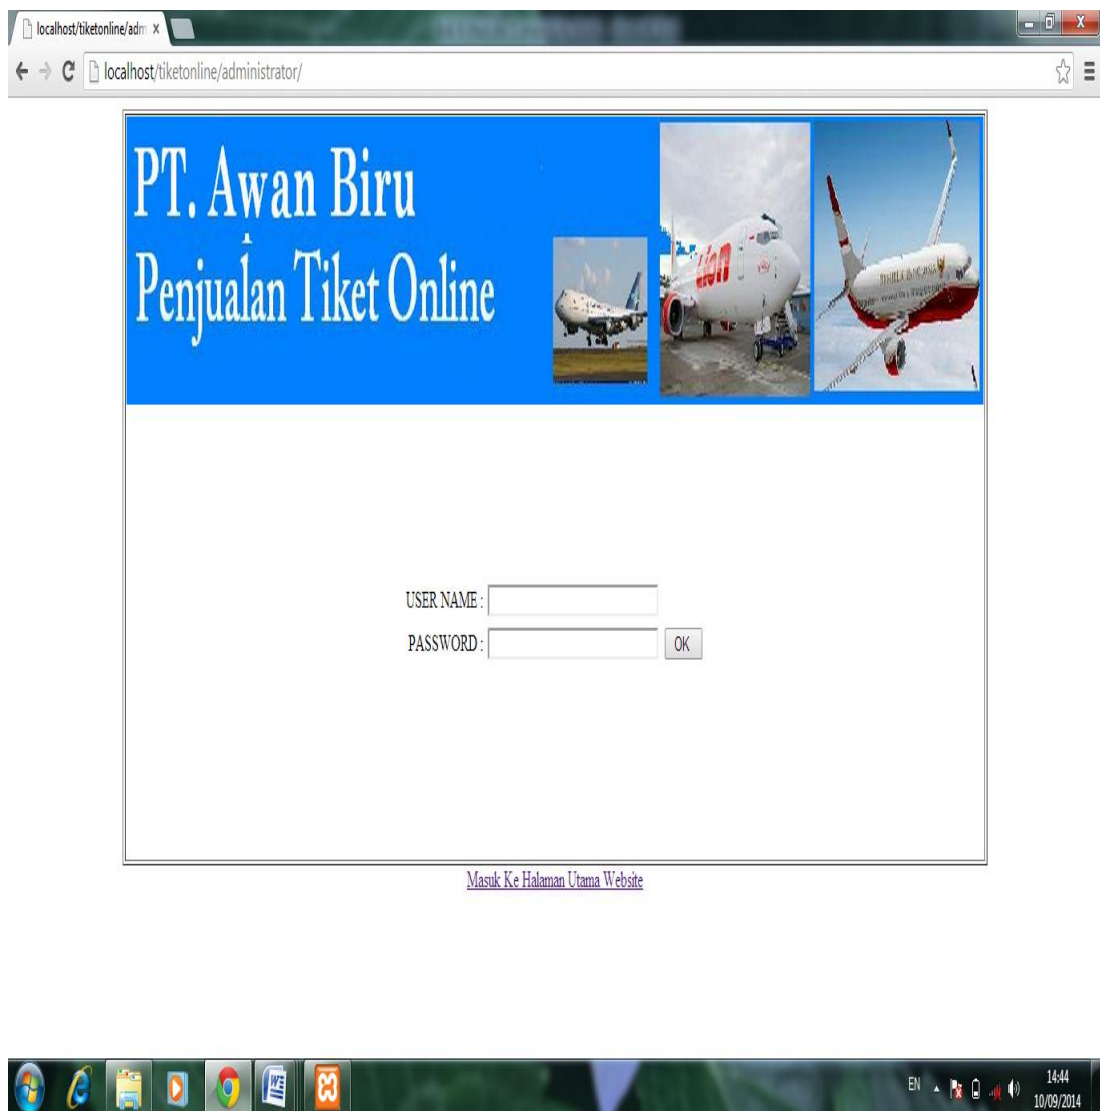 localhost/tiketonline/adm
localhost/tiketonline/administrator/
PT. Awan Biru
Penjualan Tiket Online
Lion
USER NAME :
PASSWORD :
OK
Masuk Ke Halaman Utama Website
EN
14:44
10/09/2014